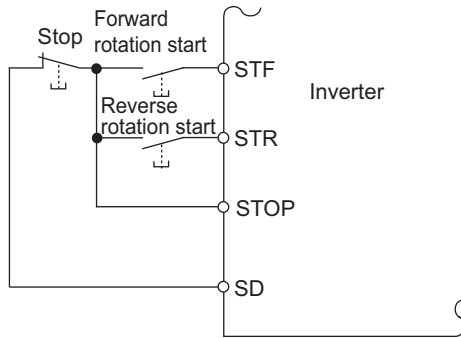 Forward
rotation start
Stop
STF
Inverter
Reverse
rotation start
STR
STOP
SD